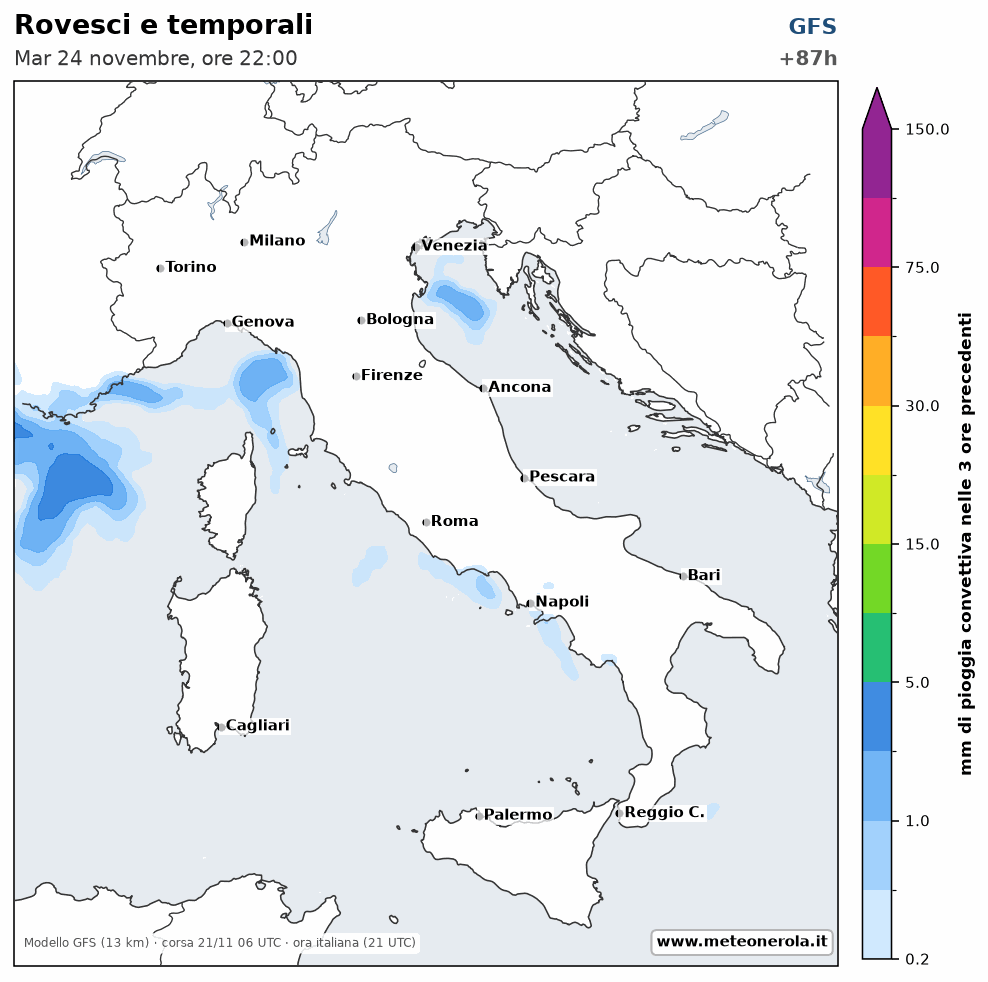 Rovesci e temporali
GFS
Mar 24 novembre, ore 22:00
+87h
150.0
75.0
30.0
15.0
5.0
1.0
0.2
mm di pioggia convettiva nelle 3 ore precedenti
Milano
Venezia
Torino
Genova
Bologna
Firenze
Ancona
Pescara
Roma
Bari
Napoli
Cagliari
Palermo
Reggio C.
Modello GFS (13 km) · corsa 21/11 06 UTC · ora italiana (21 UTC)
www.meteonerola.it